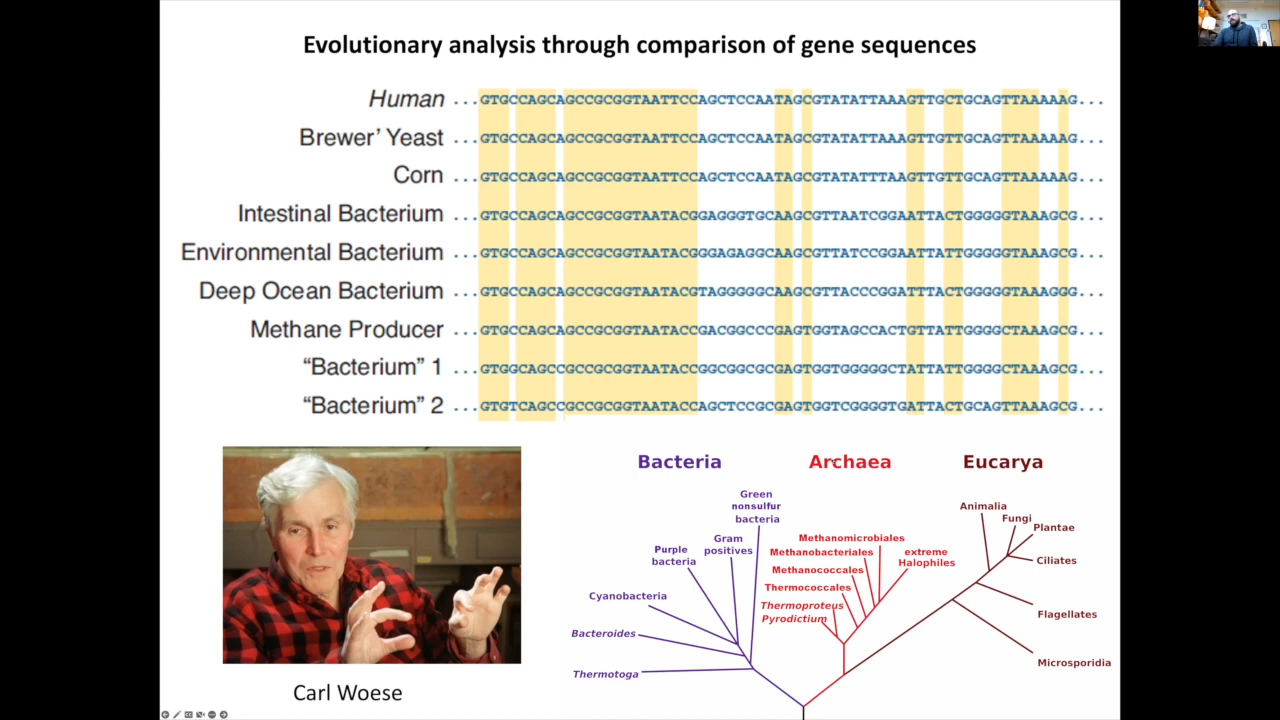 Evolutionary analysis through comparison of gene sequences
Human ...GTGCCAGCAGCCGCGGTAATTCCAGCTCCAATAGCGTATATTAAAGTTGCTGCAGTTAAAAAG...
Brewer’ Yeast ...GTGCCAGCAGCCGCGGTAATTCCAGCTCCAATAGCGTATATTAAAGTTGTTGCAGTTAAAAAG...
Corn ...GTGCCAGCAGCCGCGGTAATTCCAGCTCCAATAGCGTATATTTAAGTTGTTGCAGTTAAAAAG...
Intestinal Bacterium ...GTGCCAGCAGCCGCGGTAATACGGAGGGTGCAAGCGTTAATCGGAATTACTGGGGGTAAAGCG...
Environmental Bacterium ...GTGCCAGCAGCCGCGGTAATACGGGAGAGGCAAGCGTTATCCGGAATTATTGGGGGTAAAGCG...
Deep Ocean Bacterium ...GTGCCAGCAGCCGCGGTAATACGTAGGGGGCAAGCGTTACCCGGATTTACTGGGGGTAAAGGG...
Methane Producer ...GTGCCAGCAGCCGCGGTAATACCGACGGCCCGAGTGGTAGCCACTGTTATTGGGGCTAAAGCG...
“Bacterium” 1 ...GTGGCAGCCGCCGCGGTAATACCGGCGGCGCGAGTGGTGGGGGCTATTATTGGGGCTAAAGCG...
“Bacterium” 2 ...GTGTCAGCCGCCGCGGTAATACCAGCTCCGCGAGTGGTCGGGGTGATTACTGCAGTTAAAGCG...
Bacteria Archaea Eucarya
Green
nonsulfur
bacteria
Gram
positives
Purple
bacteria
Cyanobacteria
Bacteroides
Thermotoga
Methanomicrobiales
Methanobacteriales
Methanococcales
Thermococcales
Thermoproteus
Pyrodictium
extreme
Halophiles
Animalia
Fungi
Plantae
Ciliates
Flagellates
Microsporidia
Carl Woese